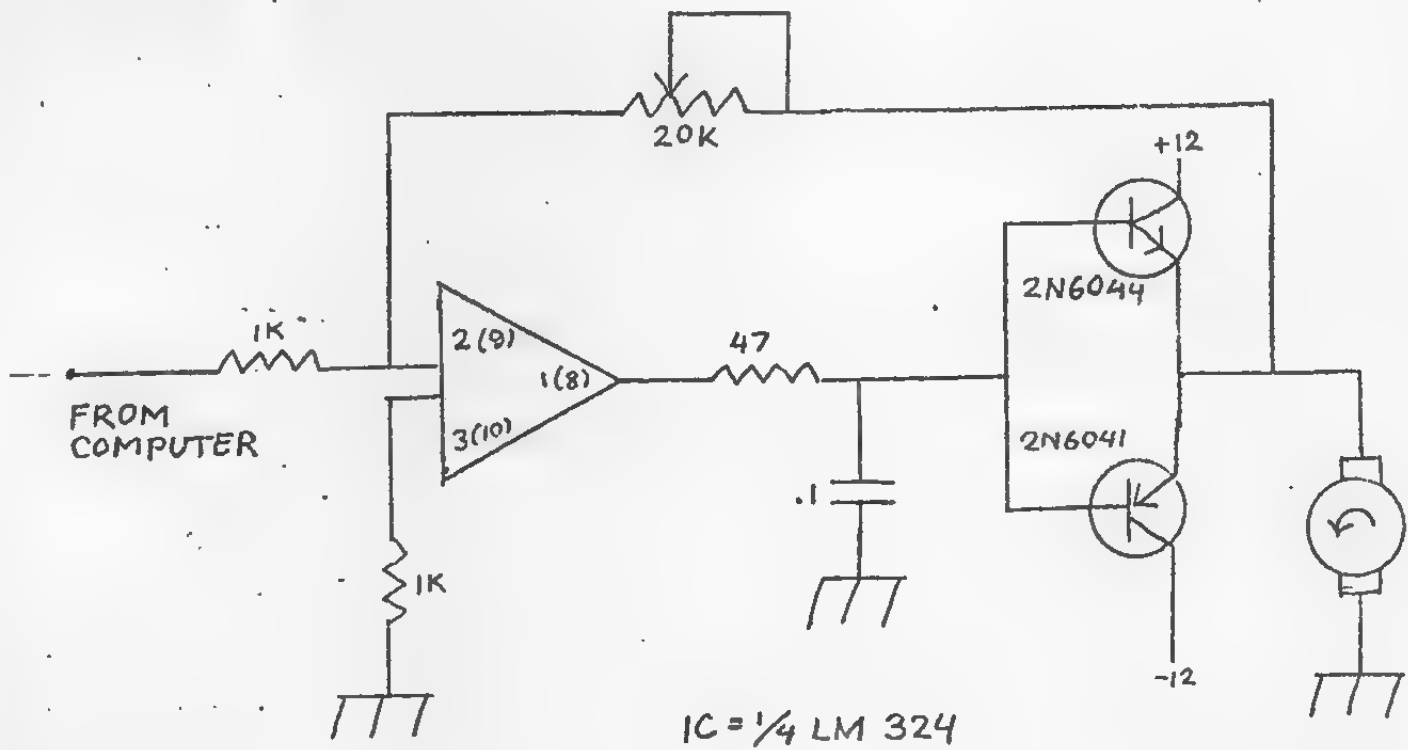 20K
+12
2N6044
1K
2(9)
47
1(8)
FROM
COMPUTER
3(10)
2N6041
.1
1K
-12
IC = 1/4 LM 324